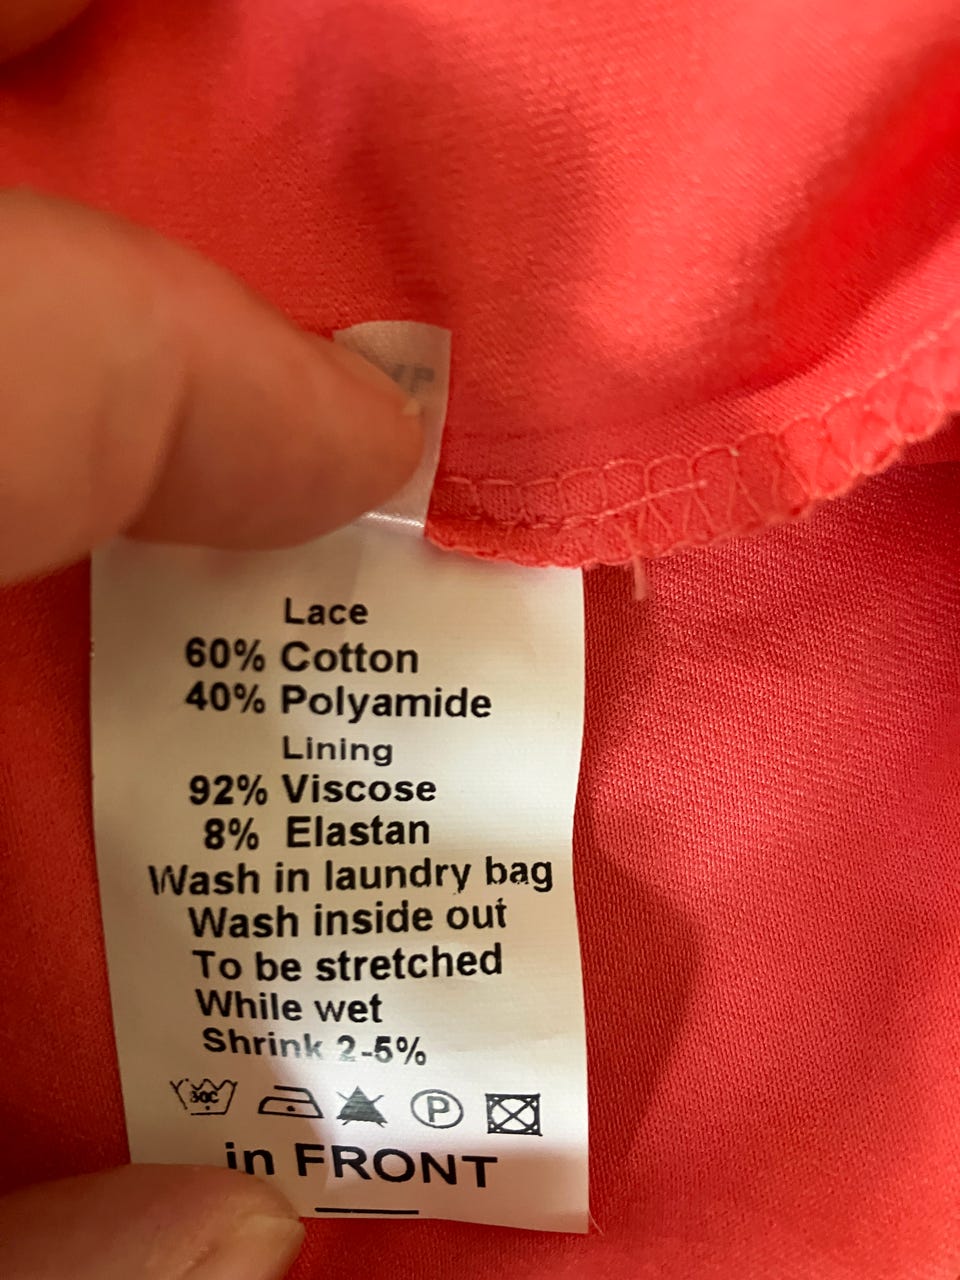 Lace
60% Cotton
40% Polyamide
Lining
92% Viscose
8% Elastan
Wash in laundry bag
Wash inside out
To be stretched
While wet
Shrink 2-5%
30C P
in FRONT